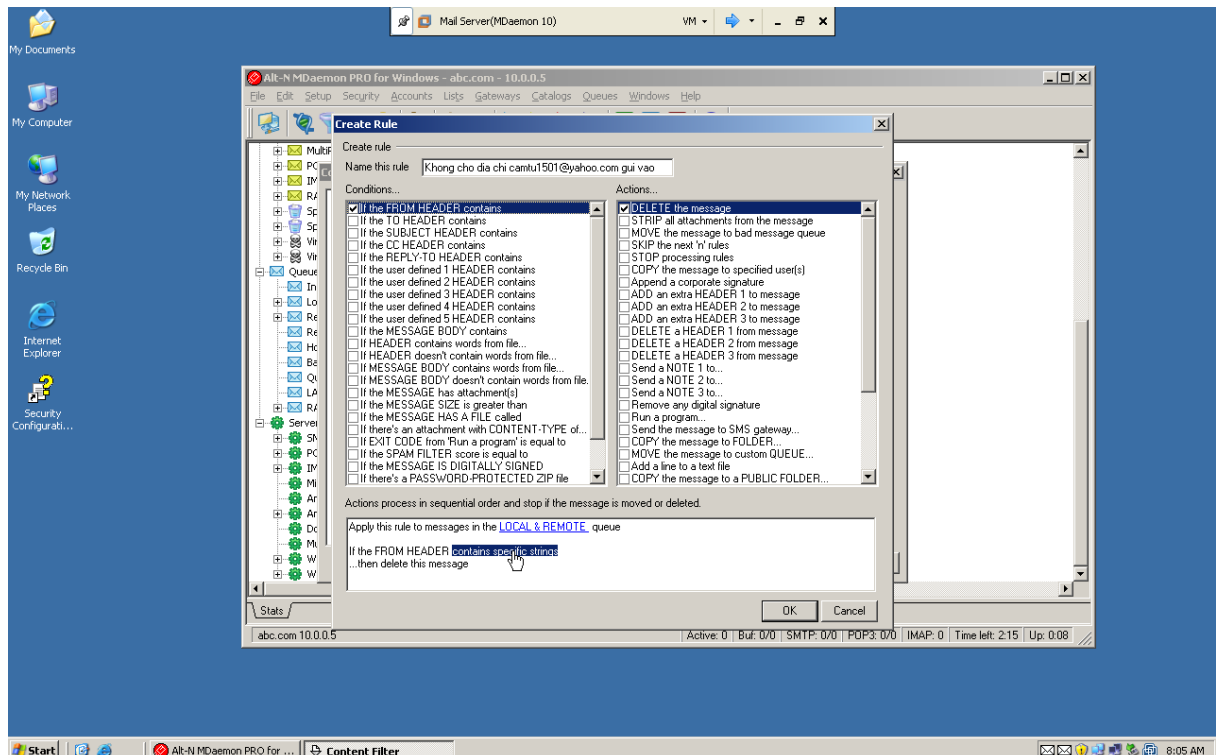 Mail Server(MDaemon 10)
VM
My Documents
My Computer
My Network
Places
Recycle Bin
Internet
Explorer
Security
Configurati...
Alt-N MDaemon PRO for Windows - abc.com - 10.0.0.5
File Edit Setup Security Accounts Lists Gateways Catalogs Queues Windows Help
Create Rule
Create rule
Name this rule Khong cho dia chi camtu1501@yahoo.com gui vao
Conditions...
If the FROM HEADER contains
If the TO HEADER contains
If the SUBJECT HEADER contains
If the CC HEADER contains
If the REPLY-TO HEADER contains
If the user defined 1 HEADER contains
If the user defined 2 HEADER contains
If the user defined 3 HEADER contains
If the user defined 4 HEADER contains
If the user defined 5 HEADER contains
If the MESSAGE BODY contains
If HEADER contains words from file...
If HEADER doesn't contain words from file...
If MESSAGE BODY contains words from file...
If MESSAGE BODY doesn't contain words from file.
If the MESSAGE has attachment(s)
If the MESSAGE SIZE is greater than
If the MESSAGE HAS A FILE called
If there's an attachment with CONTENT-TYPE of...
If EXIT CODE from 'Run a program' is equal to
If the SPAM FILTER score is equal to
If the MESSAGE IS DIGITALLY SIGNED
If there's a PASSWORD-PROTECTED ZIP file
Actions...
DELETE the message
STRIP all attachments from the message
MOVE the message to bad message queue
SKIP the next 'n' rules
STOP processing rules
COPY the message to specified user(s)
Append a corporate signature
ADD an extra HEADER 1 to message
ADD an extra HEADER 2 to message
ADD an extra HEADER 3 to message
DELETE a HEADER 1 from message
DELETE a HEADER 2 from message
DELETE a HEADER 3 from message
Send a NOTE 1 to...
Send a NOTE 2 to...
Send a NOTE 3 to...
Remove any digital signature
Run a program...
Send the message to SMS gateway...
COPY the message to FOLDER...
MOVE the message to custom QUEUE...
Add a line to a text file
COPY the message to a PUBLIC FOLDER...
Actions process in sequential order and stop if the message is moved or deleted.
Apply this rule to messages in the LOCAL & REMOTE queue
If the FROM HEADER contains specific strings
...then delete this message
OK Cancel
Stats
abc.com 10.0.0.5 Active: 0 Buf: 0/0 SMTP: 0/0 POP3: 0/0 IMAP: 0 Time left: 2:15 Up: 0:08
Start Alt-N MDaemon PRO for ... Content Filter 8:05 AM